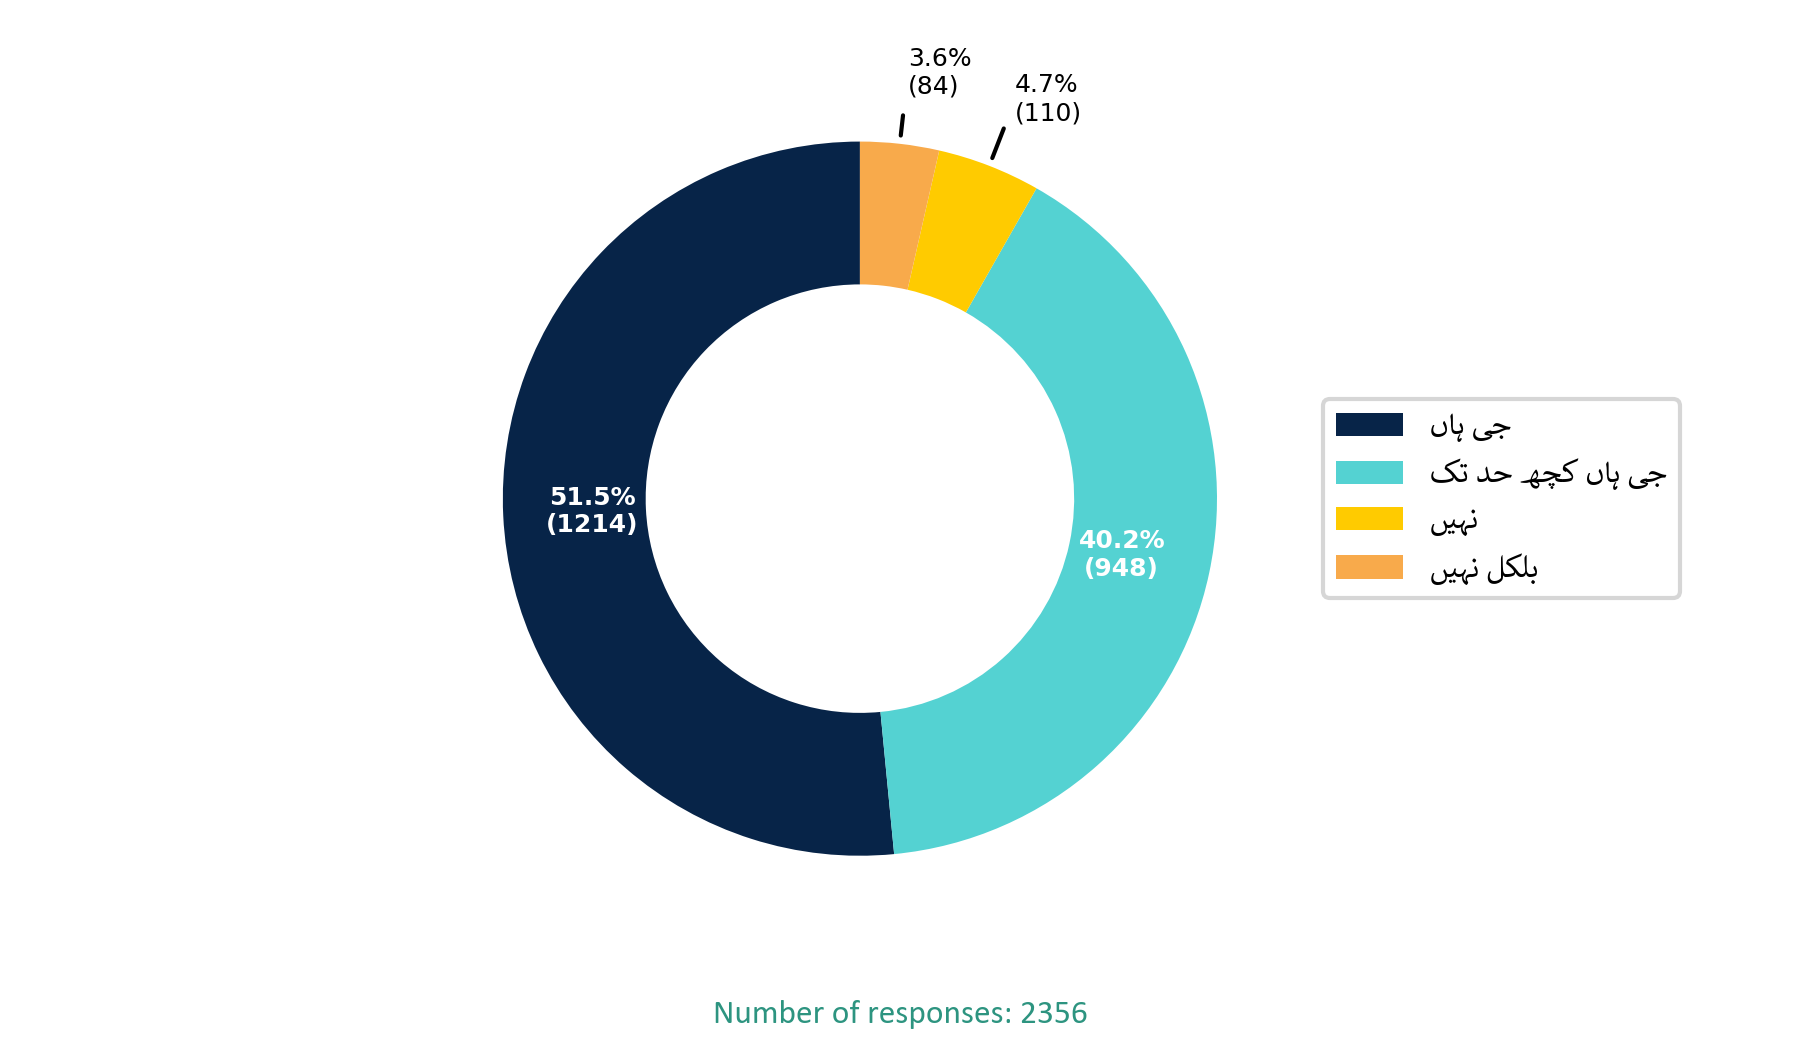 3.6%
(84)
4.7%
(110)
51.5%
(1214)
40.2%
(948)
جی ہاں
جی ہاں کچھ حد تک
نہیں
بلکل نہیں
Number of responses: 2356